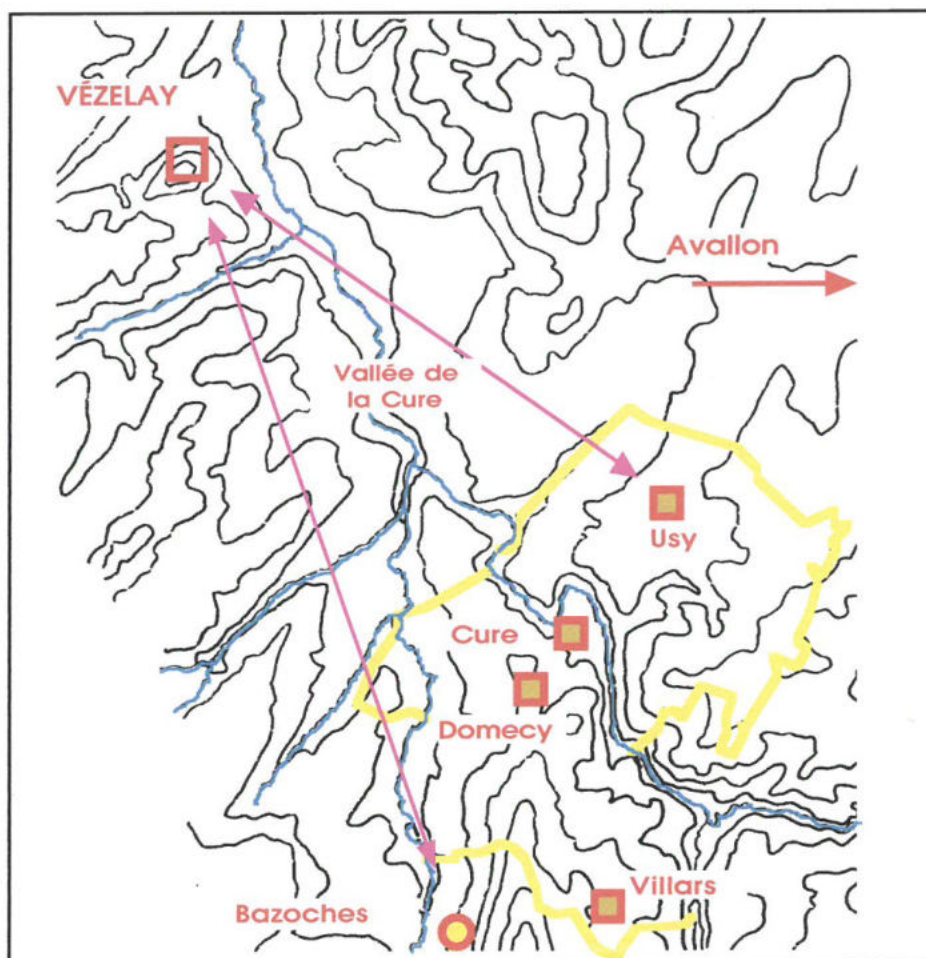 VÉZELAY
Avallon
Vallée de
la Cure
Usy
Cure
Domecy
Villars
Bazoches